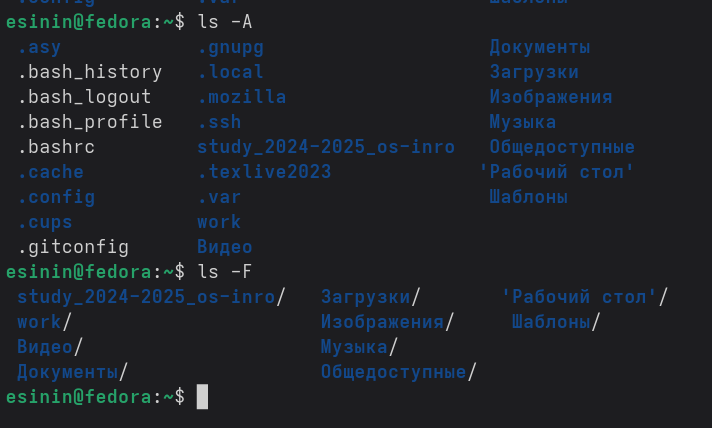 esinin@fedora:~$ ls -A
.asy .gnupg Документы
.bash_history .local Загрузки
.bash_logout .mozilla Изображения
.bash_profile .ssh Музыка
.bashrc study_2024-2025_os-inro Общедоступные
.cache .texlive2023 'Рабочий стол'
.config .var Шаблоны
.cups work
.gitconfig Видео
esinin@fedora:~$ ls -F
study_2024-2025_os-inro/ Загрузки/ 'Рабочий стол'/
work/ Изображения/ Шаблоны/
Видео/ Музыка/
Документы/ Общедоступные/
esinin@fedora:~$